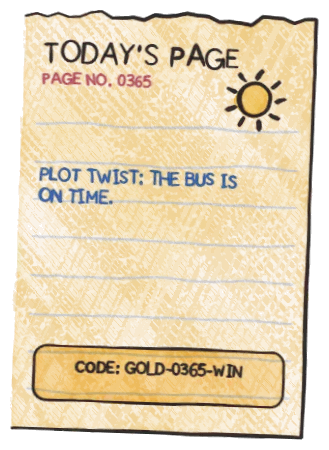 TODAY'S PAGE
PAGE NO. 0365
PLOT TWIST: THE BUS IS
ON TIME.
CODE: GOLD-0365-WIN